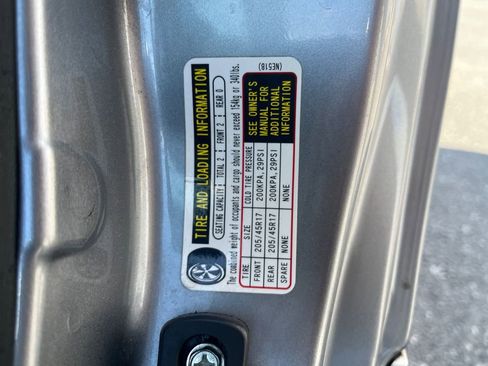 TIRE AND LOADING INFORMATION
SEATING CAPACITY TOTAL 2 FRONT 2 REAR 0
The combined weight of occupants and cargo should never exceed 154kg or 340lbs.
TIRE SIZE COLD TIRE PRESSURE
FRONT 205/45R17 200KPA, 29PSI
REAR 205/45R17 200KPA, 29PSI
SPARE NONE NONE
SEE OWNER'S
MANUAL FOR
ADDITIONAL
INFORMATION
(NE51B)